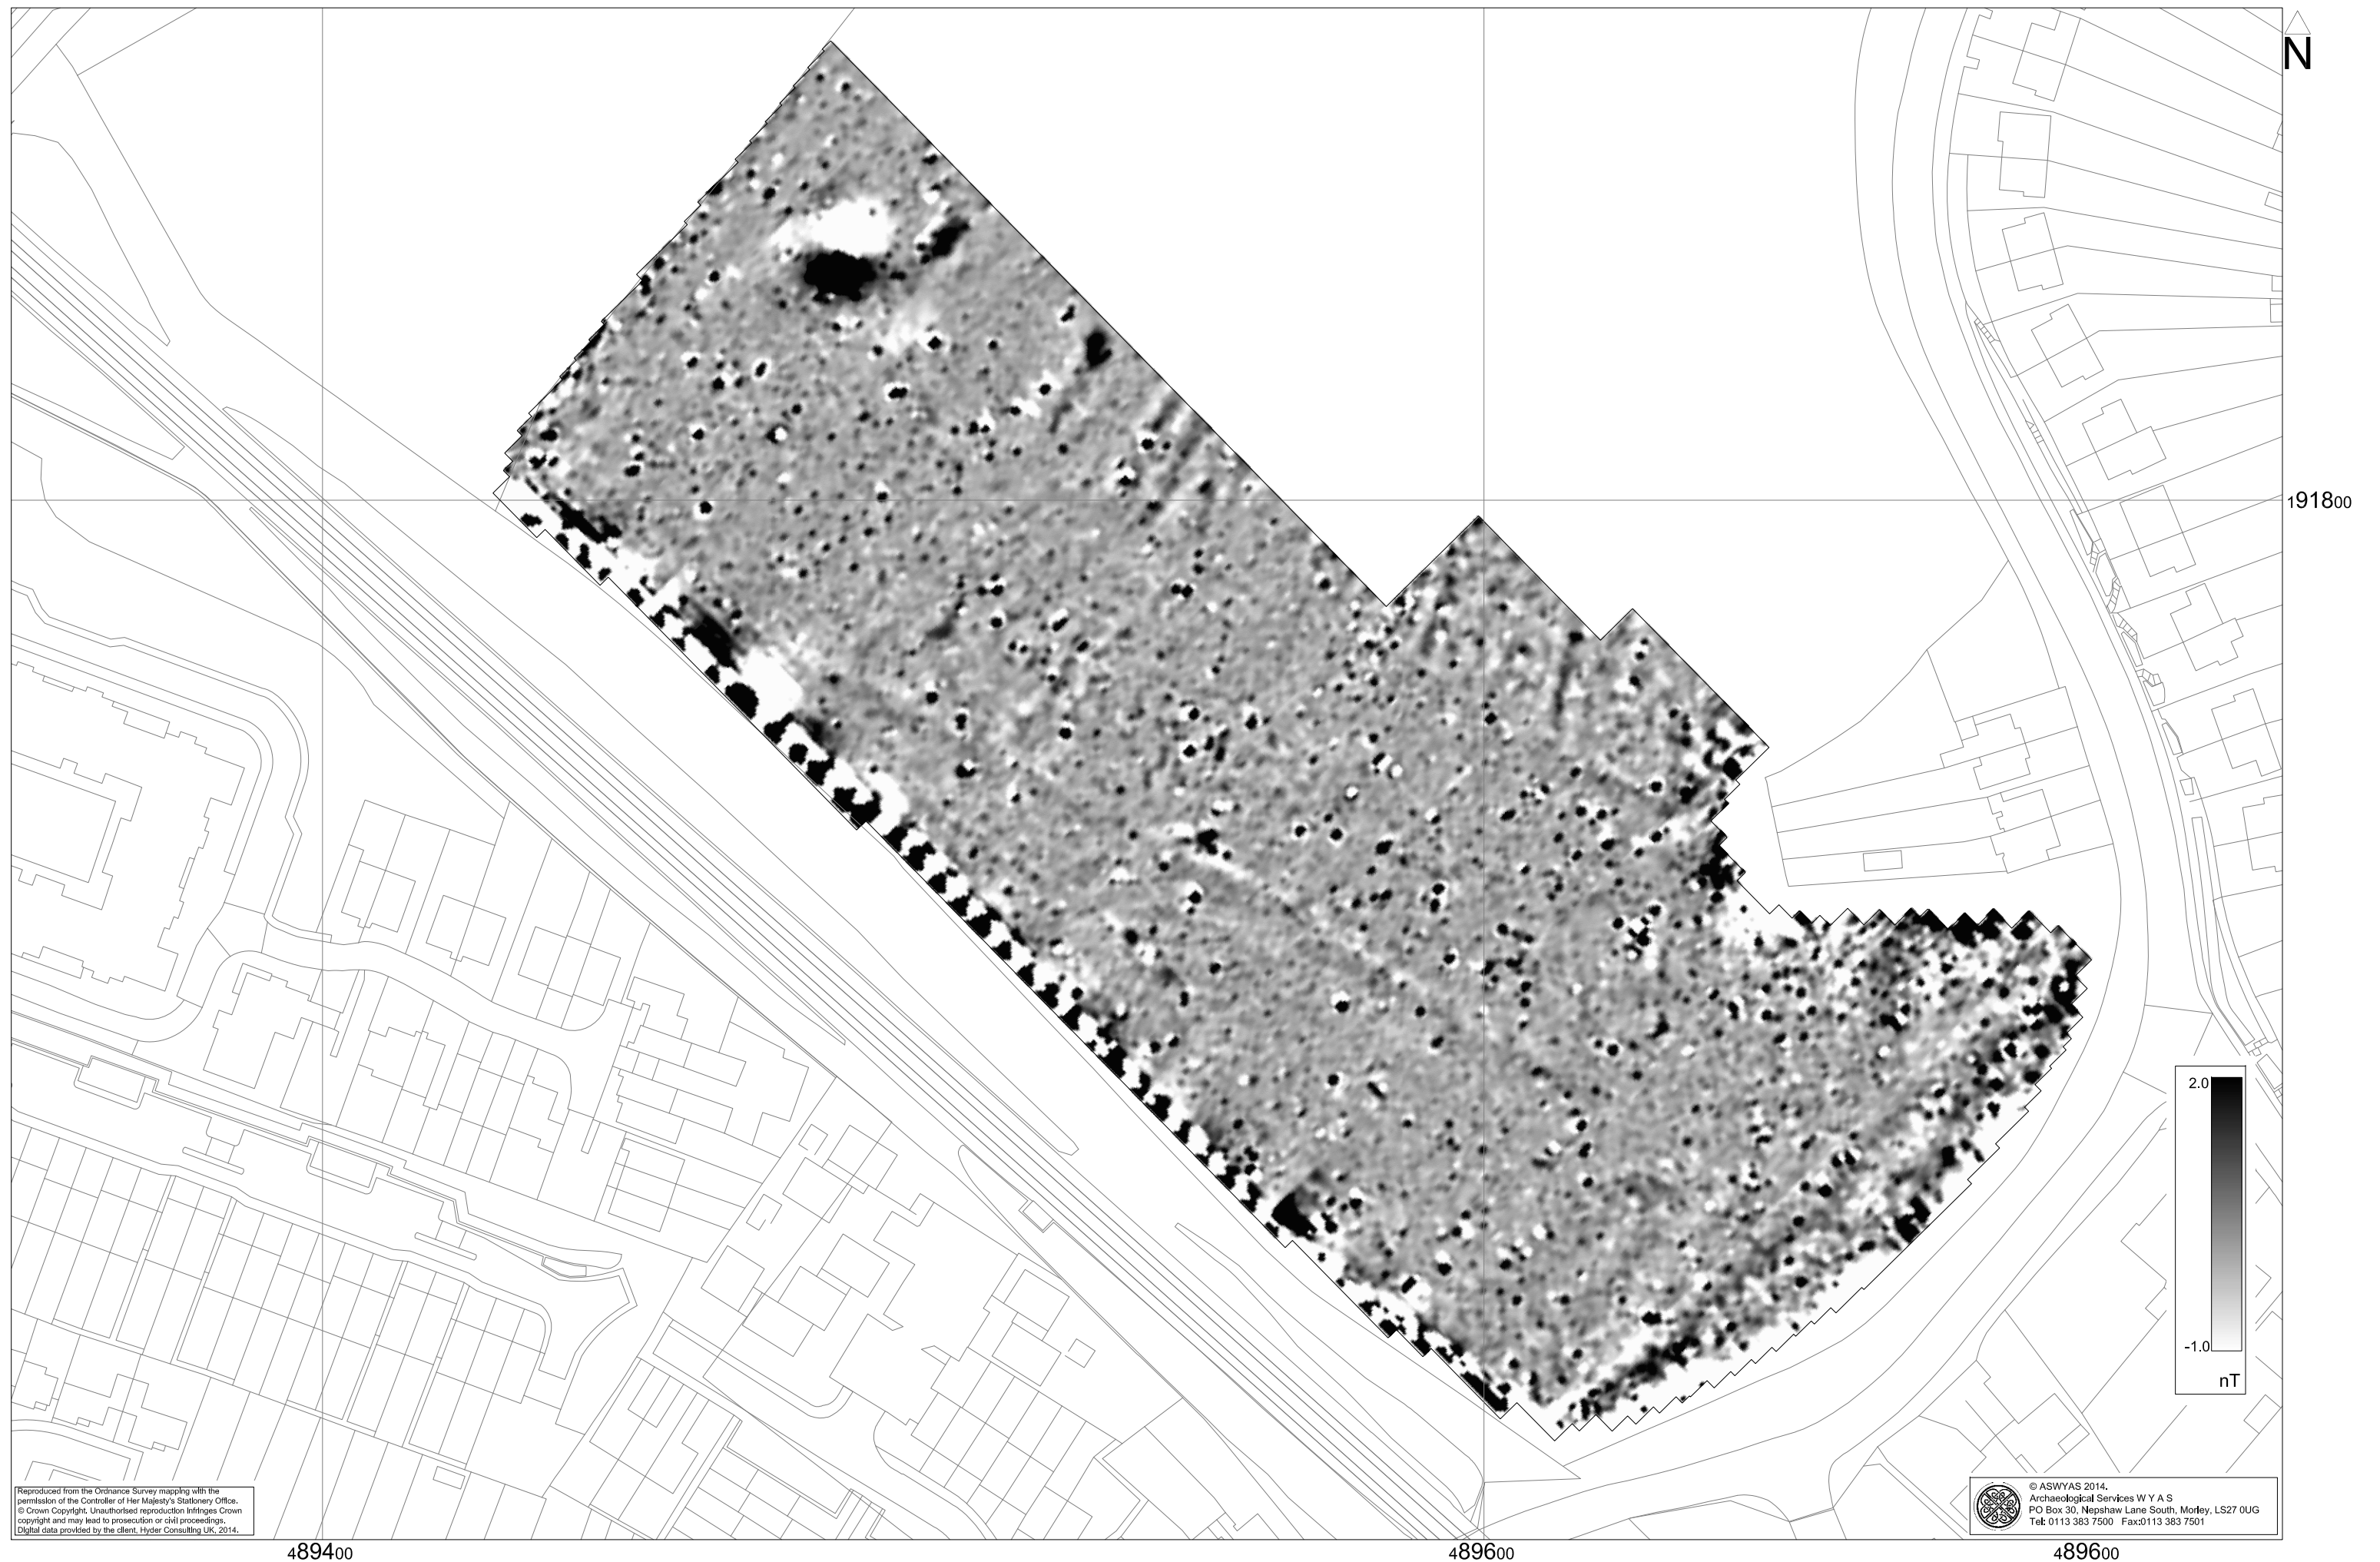 N
191800
2.0
-1.0
nT
Reproduced from the Ordnance Survey mapping with the
permission of the Controller of Her Majesty's Stationery Office.
© Crown Copyright. Unauthorised reproduction infringes Crown
copyright and may lead to prosecution or civil proceedings.
Digital data provided by the client, Hyder Consulting UK, 2014.
© ASWYAS 2014.
Archaeological Services W Y A S
PO Box 30, Nepshaw Lane South, Morley, LS27 0UG
Tel: 0113 383 7500 Fax:0113 383 7501
489400
489600
489600